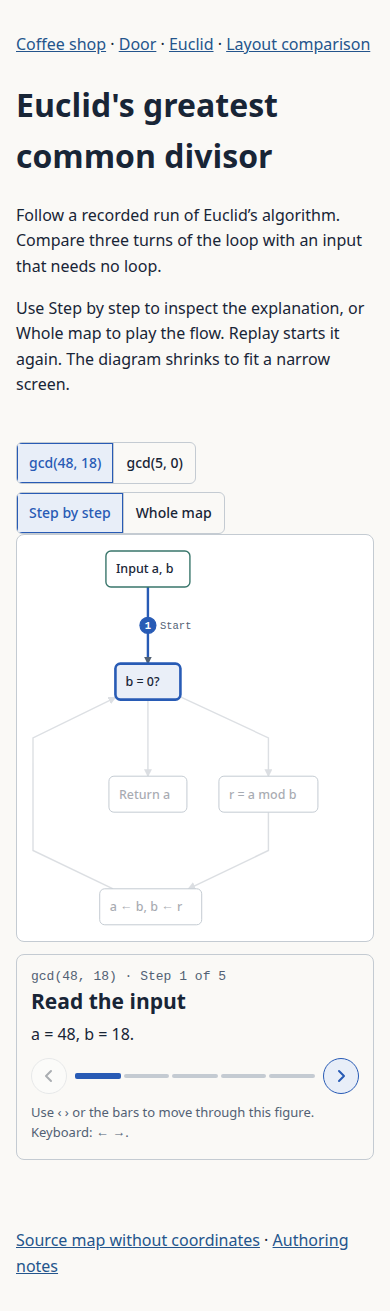 Coffee shop · Door · Euclid · Layout comparison
Euclid's greatest
common divisor
Follow a recorded run of Euclid’s algorithm.
Compare three turns of the loop with an input
that needs no loop.
Use Step by step to inspect the explanation, or
Whole map to play the flow. Replay starts it
again. The diagram shrinks to fit a narrow
screen.
gcd(48, 18) gcd(5, 0)
Step by step Whole map
Input a, b
1 Start
b = 0?
Return a r = a mod b
a ← b, b ← r
gcd(48, 18) · Step 1 of 5
Read the input
a = 48, b = 18.
Use ‹ › or the bars to move through this figure.
Keyboard: ← →.
Source map without coordinates · Authoring
notes